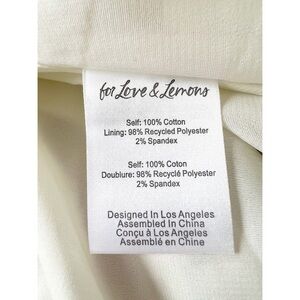 for Love & Lemons
Self: 100% Cotton
Lining: 98% Recycled Polyester
2% Spandex
Self: 100% Coton
Doublure: 98% Recyclé Polyester
2% Spandex
Designed In Los Angeles
Assembled In China
Conçu à Los Angeles
Assemblé en Chine